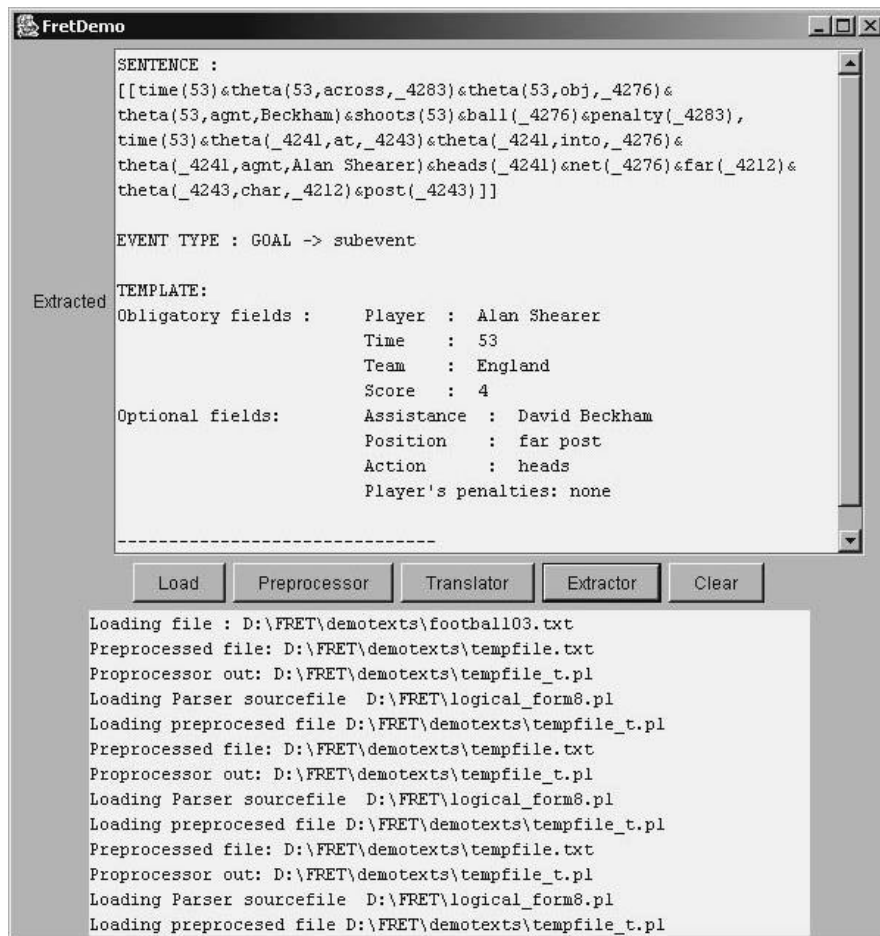 FretDemo
SENTENCE :
[[time(53)&theta(53,across,_4283)&theta(53,obj,_4276)&
theta(53,agnt,Beckham)&shoots(53)&ball(_4276)&penalty(_4283),
time(53)&theta(_4241,at,_4243)&theta(_4241,into,_4276)&
theta(_4241,agnt,Alan Shearer)&heads(_4241)&net(_4276)&far(_4212)&
theta(_4243,char,_4212)&post(_4243)]]
EVENT TYPE : GOAL -> subevent
Extracted
TEMPLATE:
Obligatory fields : Player : Alan Shearer
Time : 53
Team : England
Score : 4
Optional fields: Assistance : David Beckham
Position : far post
Action : heads
Player's penalties: none
-------------------------------
Load Preprocessor Translator Extractor Clear
Loading file : D:\FRET\demotexts\football03.txt
Preprocessed file: D:\FRET\demotexts\tempfile.txt
Proprocessor out: D:\FRET\demotexts\tempfile_t.pl
Loading Parser sourcefile D:\FRET\logical_form8.pl
Loading preprocesed file D:\FRET\demotexts\tempfile_t.pl
Preprocessed file: D:\FRET\demotexts\tempfile.txt
Proprocessor out: D:\FRET\demotexts\tempfile_t.pl
Loading Parser sourcefile D:\FRET\logical_form8.pl
Loading preprocesed file D:\FRET\demotexts\tempfile_t.pl
Preprocessed file: D:\FRET\demotexts\tempfile.txt
Proprocessor out: D:\FRET\demotexts\tempfile_t.pl
Loading Parser sourcefile D:\FRET\logical_form8.pl
Loading preprocesed file D:\FRET\demotexts\tempfile_t.pl